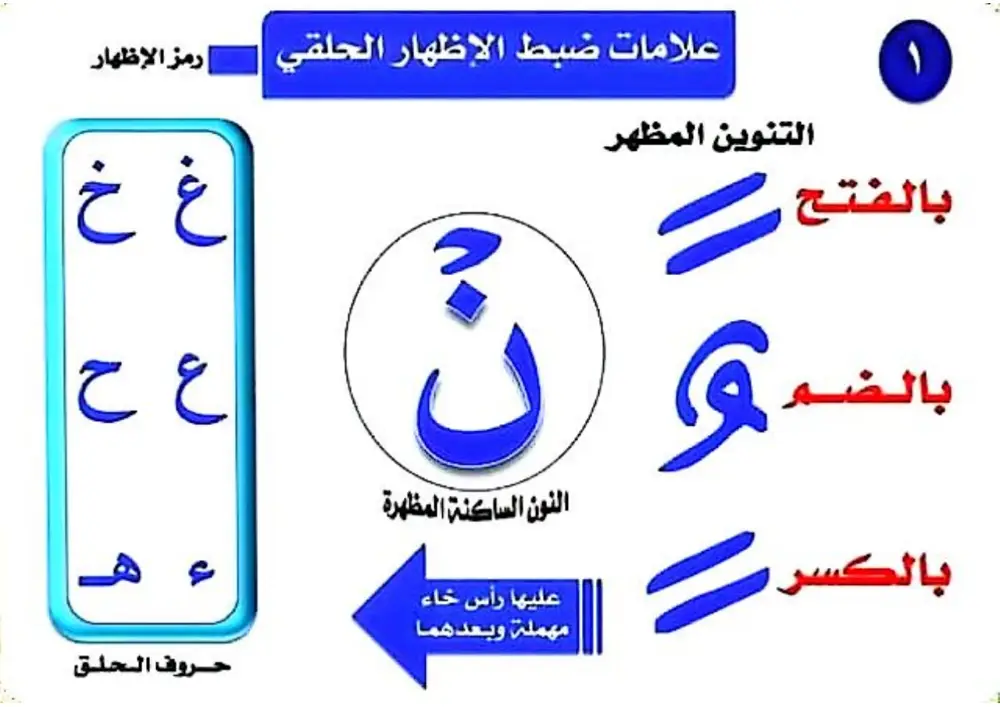 ١
علامات ضبط الإظهار الحلقي
رمز الإظهار
التنوين المظهر
بالفتح
بالضم
بالكسر
نْ
النون الساكنة المظهرة
عليها رأس خاء
مهملة وبعدهما
غ خ
ع ح
ء هـ
حروف الحلق